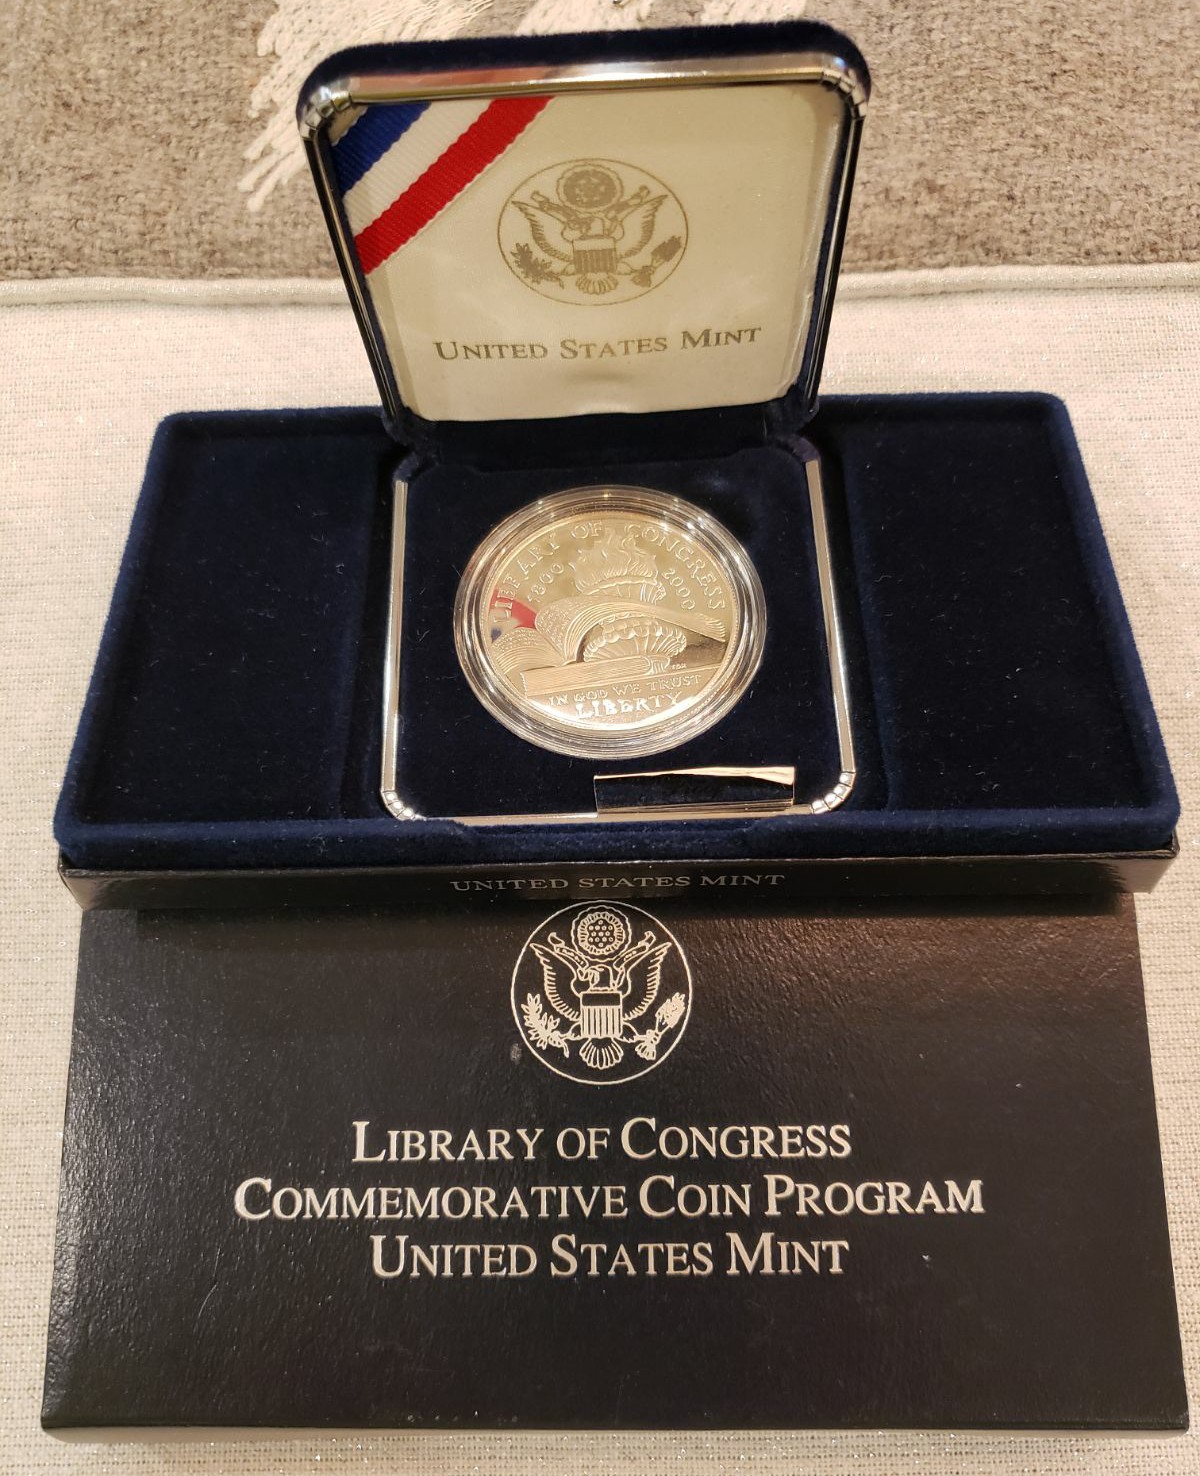 UNITED STATES MINT
LIBRARY OF CONGRESS
1800 2000
IN GOD WE TRUST
LIBERTY
UNITED STATES MINT
LIBRARY OF CONGRESS
COMMEMORATIVE COIN PROGRAM
UNITED STATES MINT